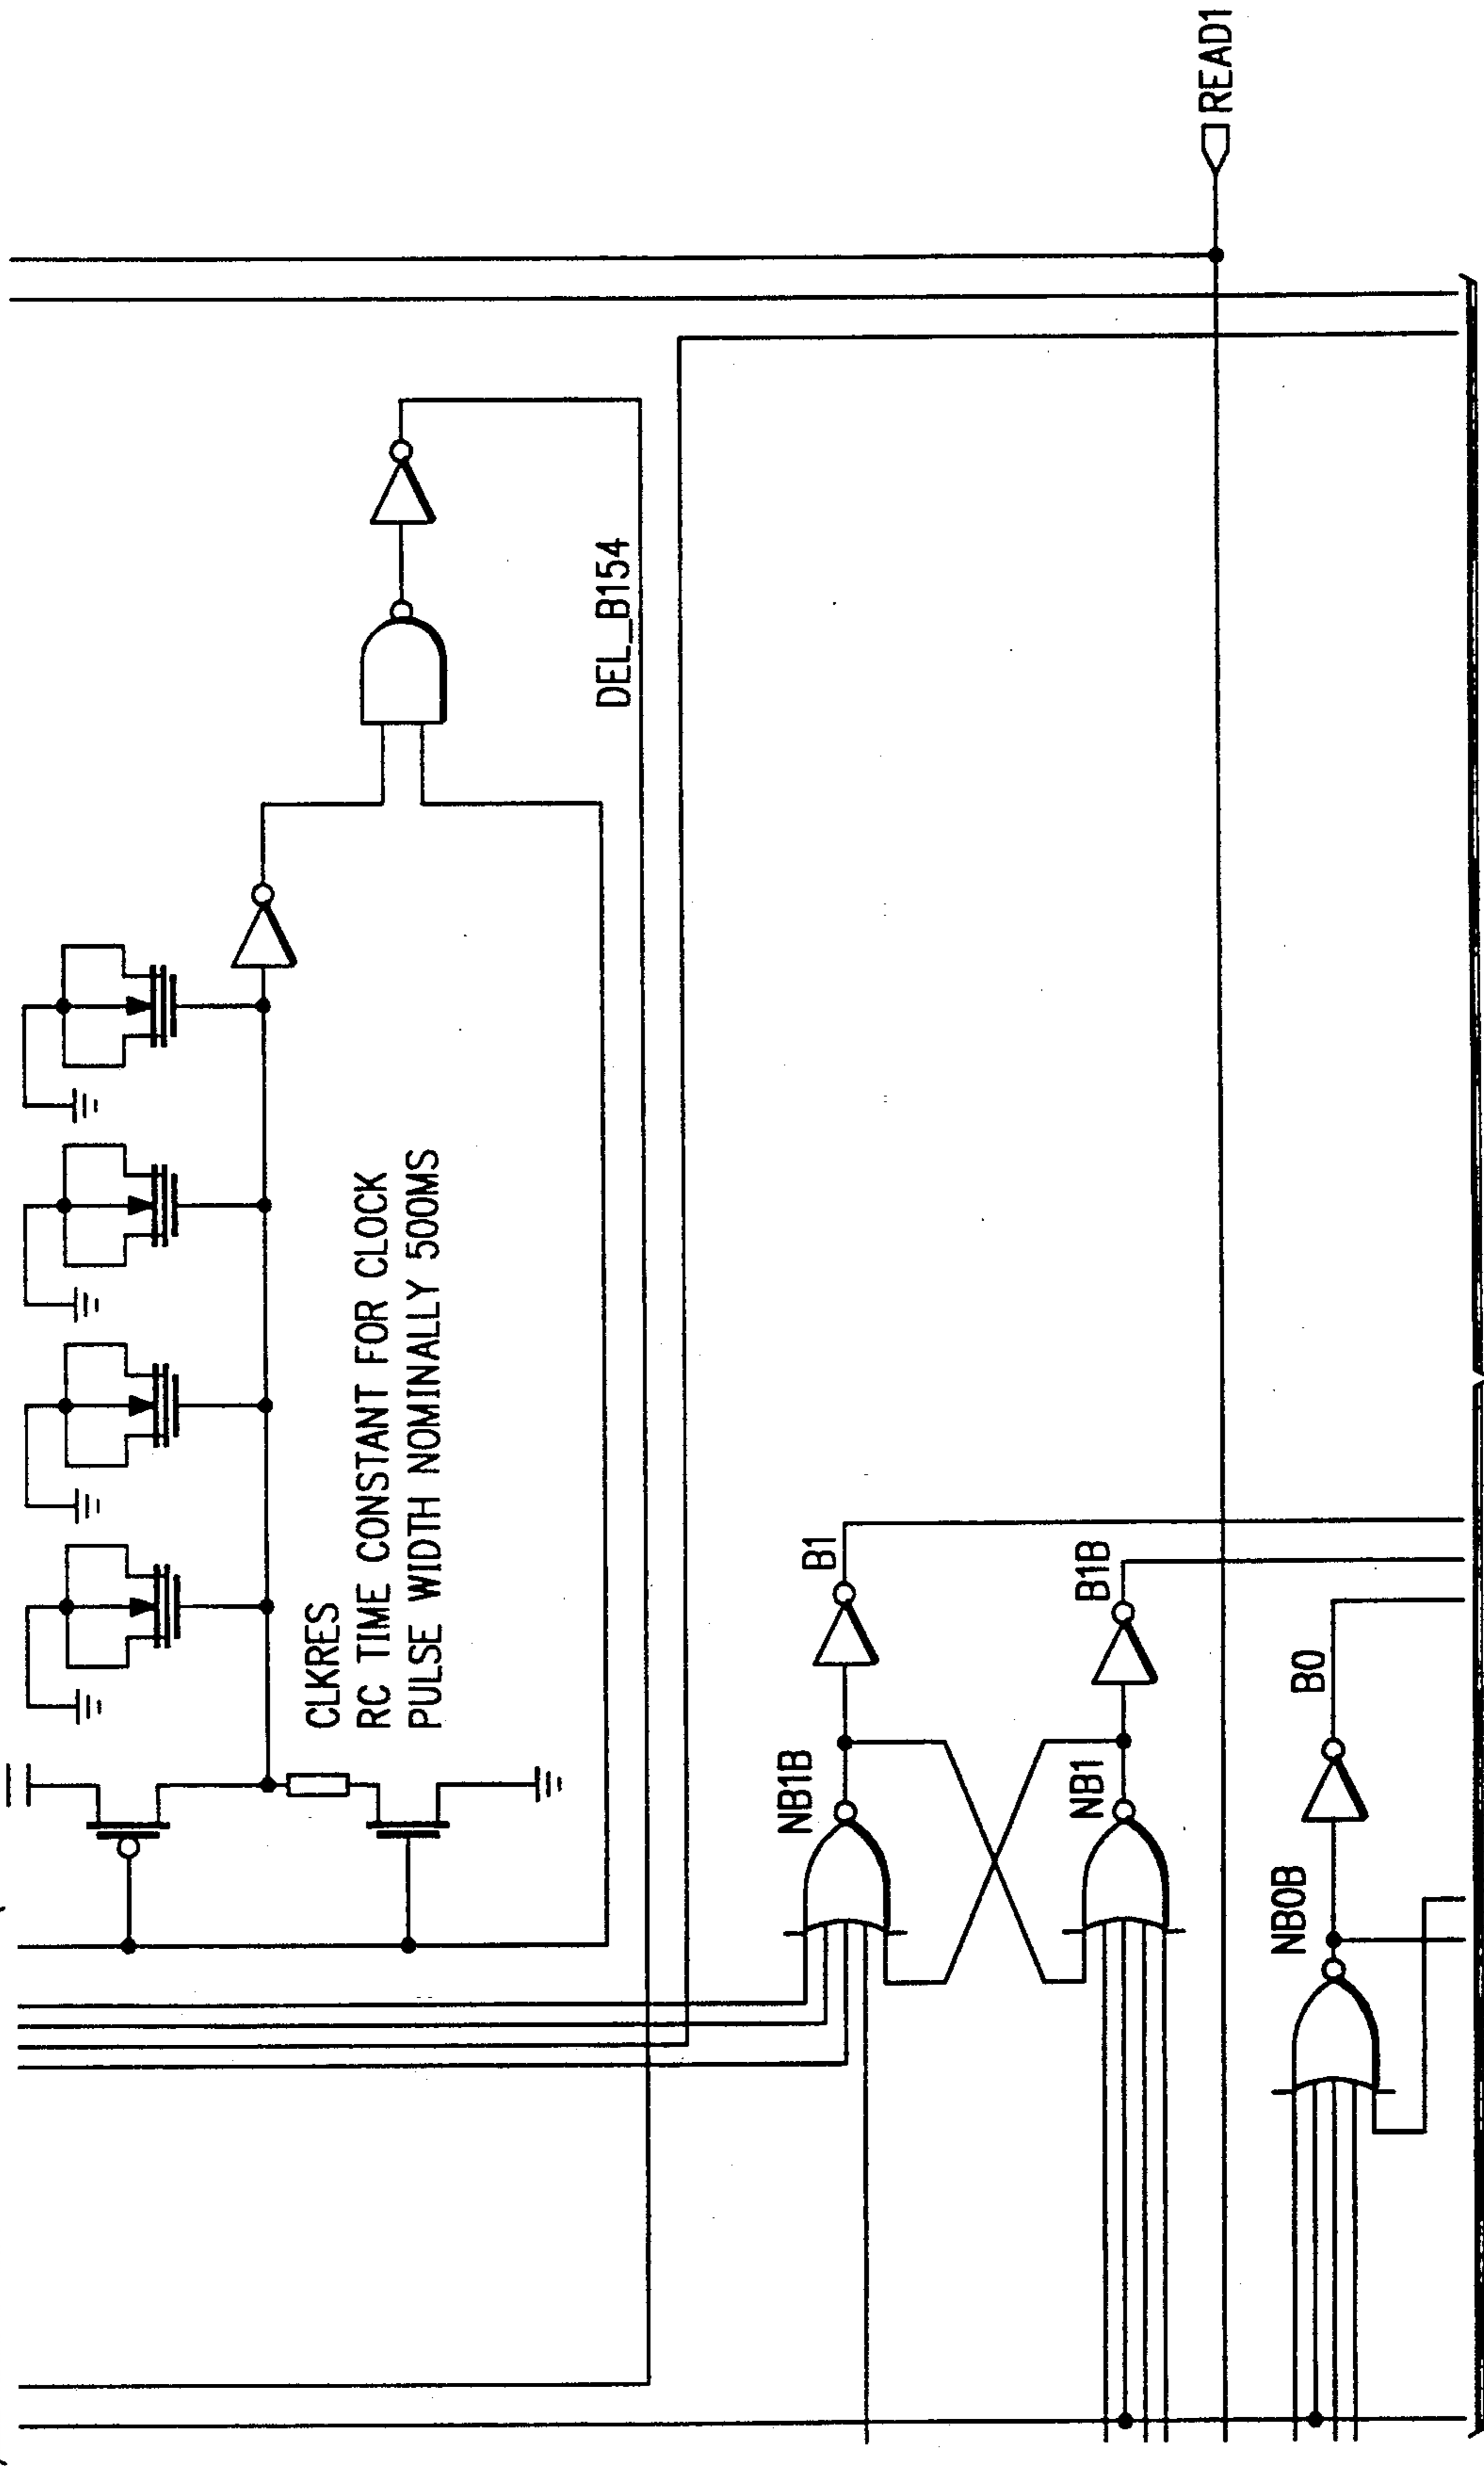 CLKRES
RC TIME CONSTANT FOR CLOCK
PULSE WIDTH NOMINALLY 500MS
DEL_B154
NB1B
B1
NB1
B1B
READ1
NB0B
B0